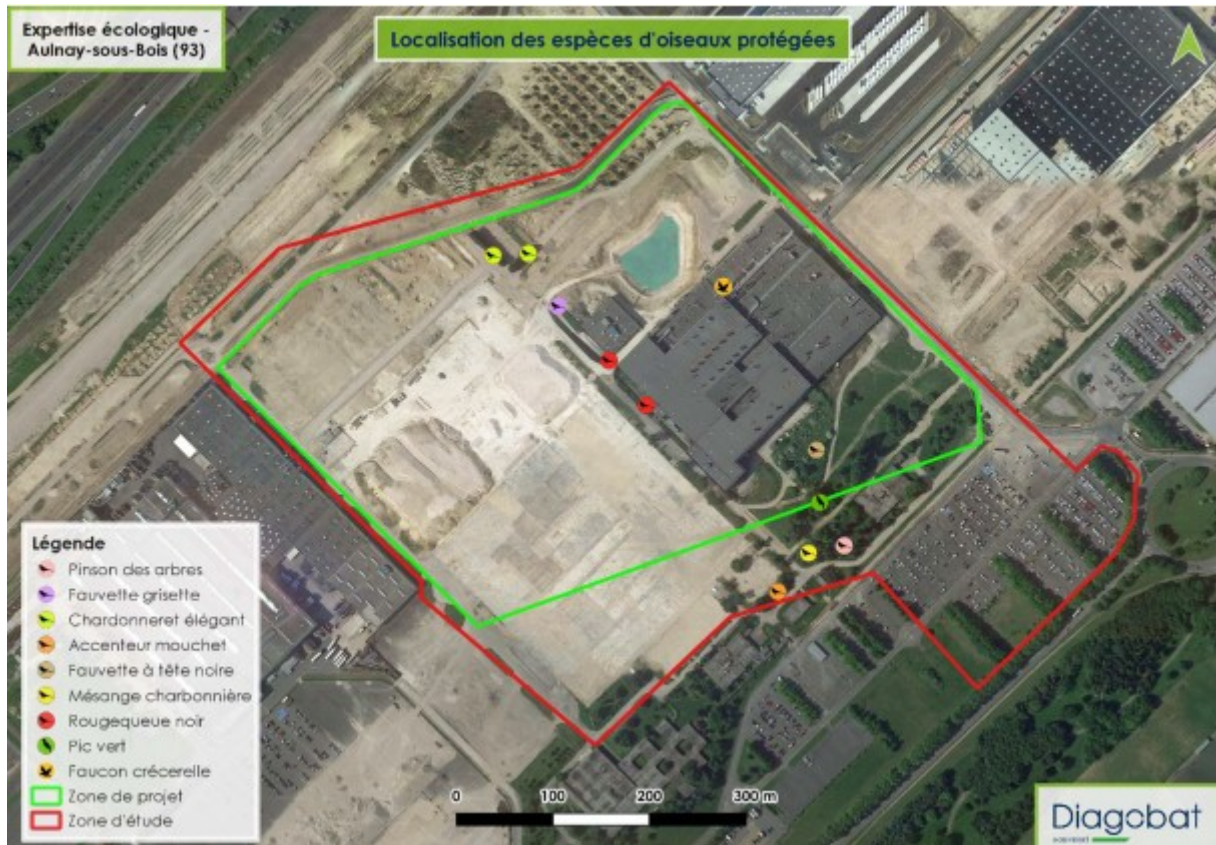 Expertise écologique -
Aulnay-sous-Bois (93)
Localisation des espèces d'oiseaux protégées
Légende
Pinson des arbres
Fauvette grisette
Chardonneret élégant
Accenteur mouchet
Fauvette à tête noire
Mésange charbonnière
Rougequeue noir
Pic vert
Faucon crécerelle
Zone de projet
Zone d'étude
0 100 200 300 m
Diagobat